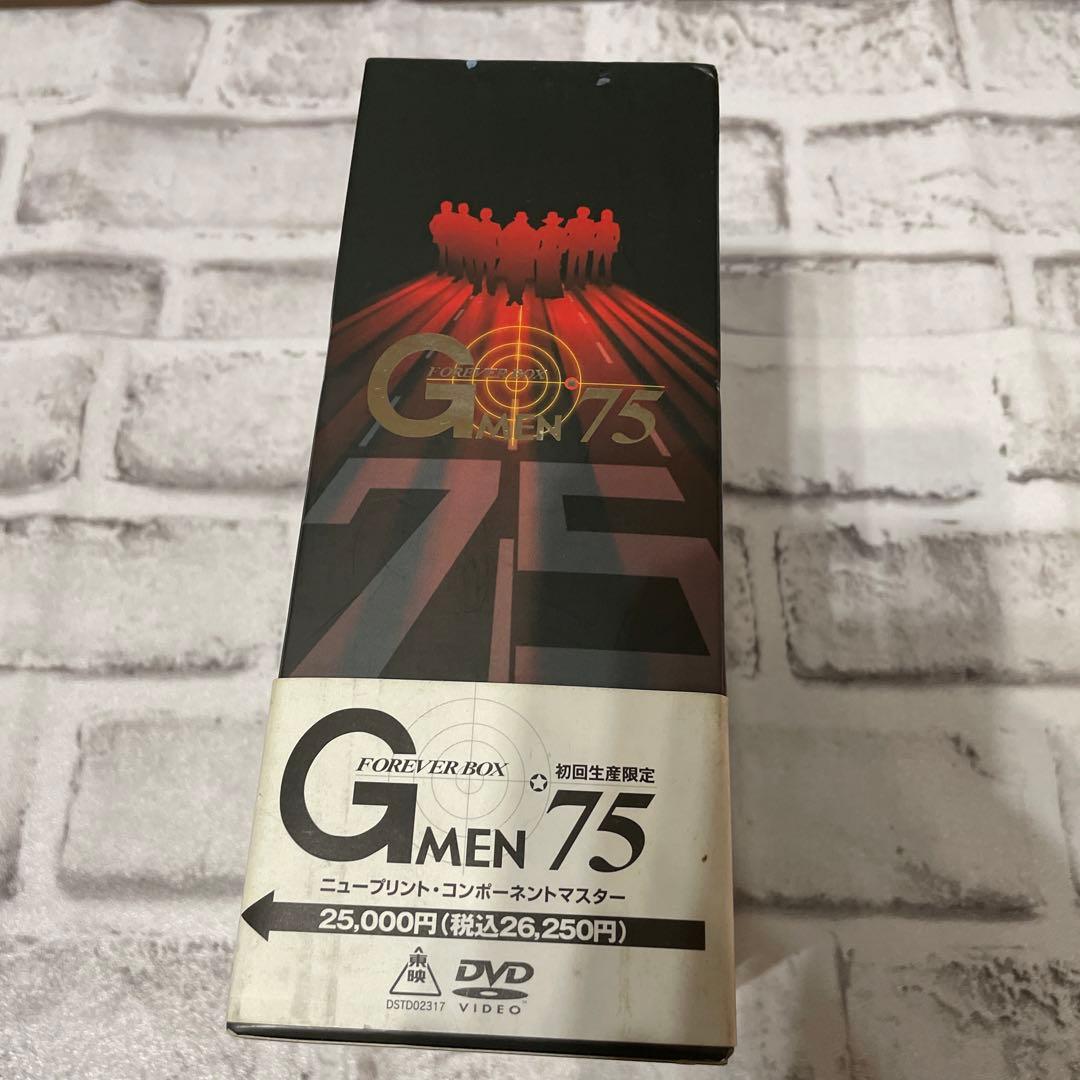 FOREVER BOX
GMEN '75
75
FOREVER BOX
初回生産限定
GMEN '75
ニュープリント・コンポーネントマスター
25,000円(税込26,250円)
東映
DVD
VIDEO™
DSTD02317